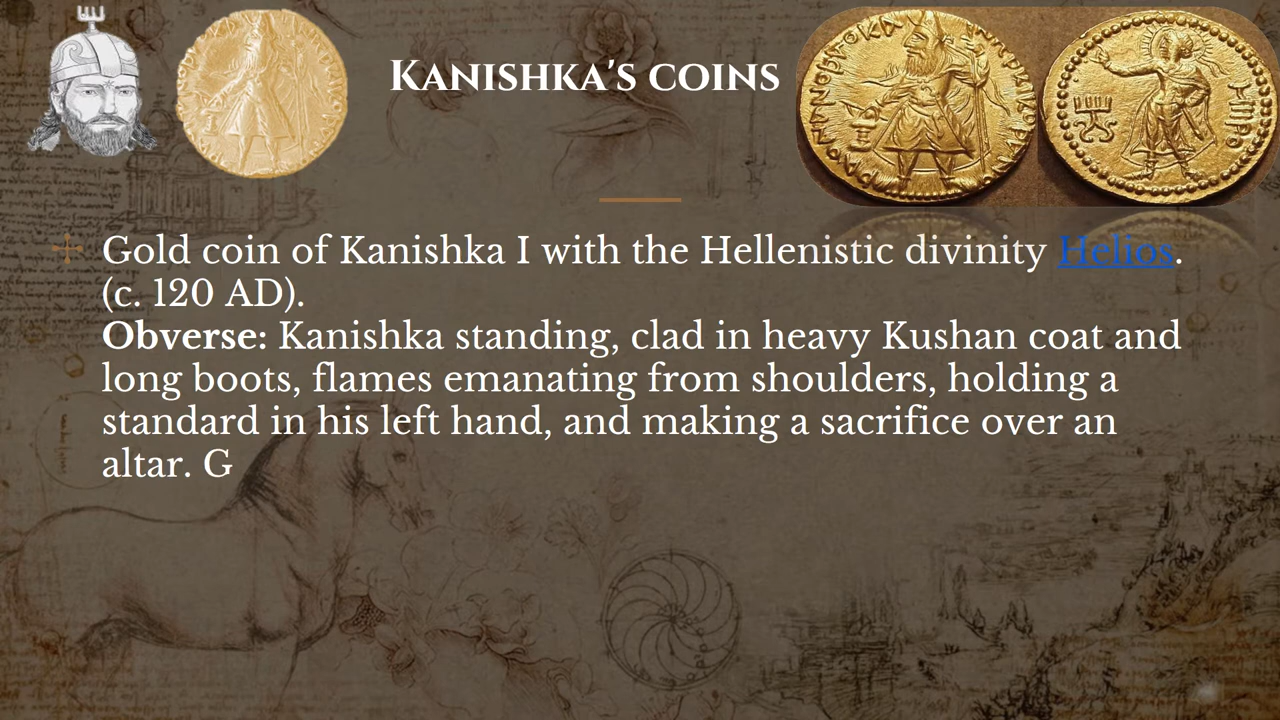 KANISHKA'S COINS
Gold coin of Kanishka I with the Hellenistic divinity Helios.
(c. 120 AD).
Obverse: Kanishka standing, clad in heavy Kushan coat and
long boots, flames emanating from shoulders, holding a
standard in his left hand, and making a sacrifice over an
altar. G